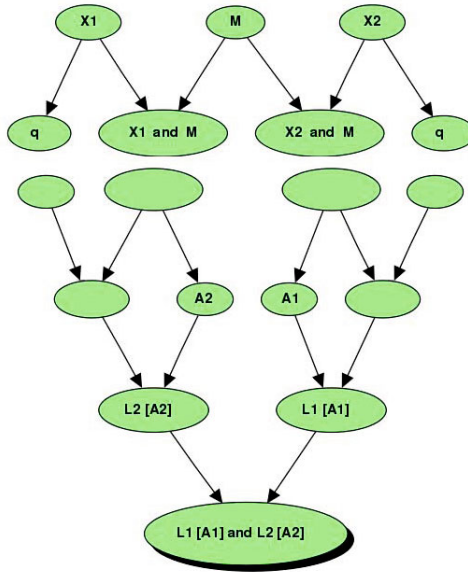 X1
M
X2
q
X1 and M
X2 and M
q
A2
A1
L2 [A2]
L1 [A1]
L1 [A1] and L2 [A2]